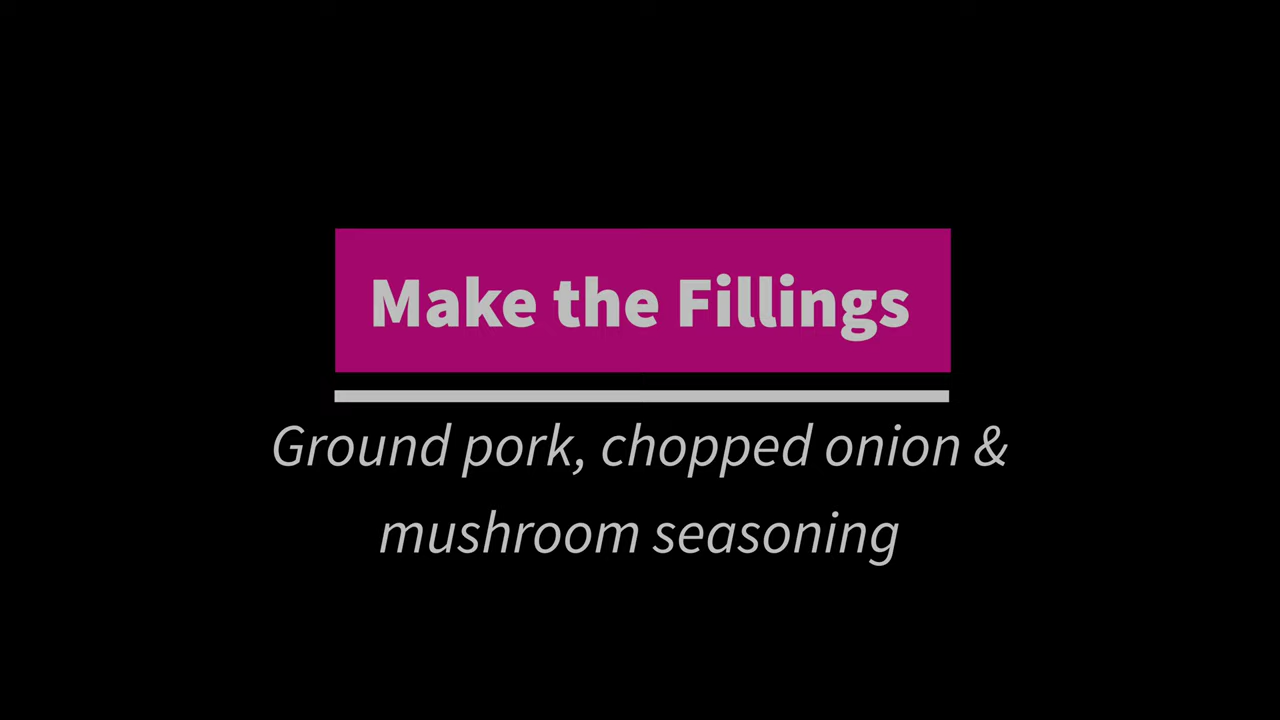 Make the Fillings
Ground pork, chopped onion &
mushroom seasoning